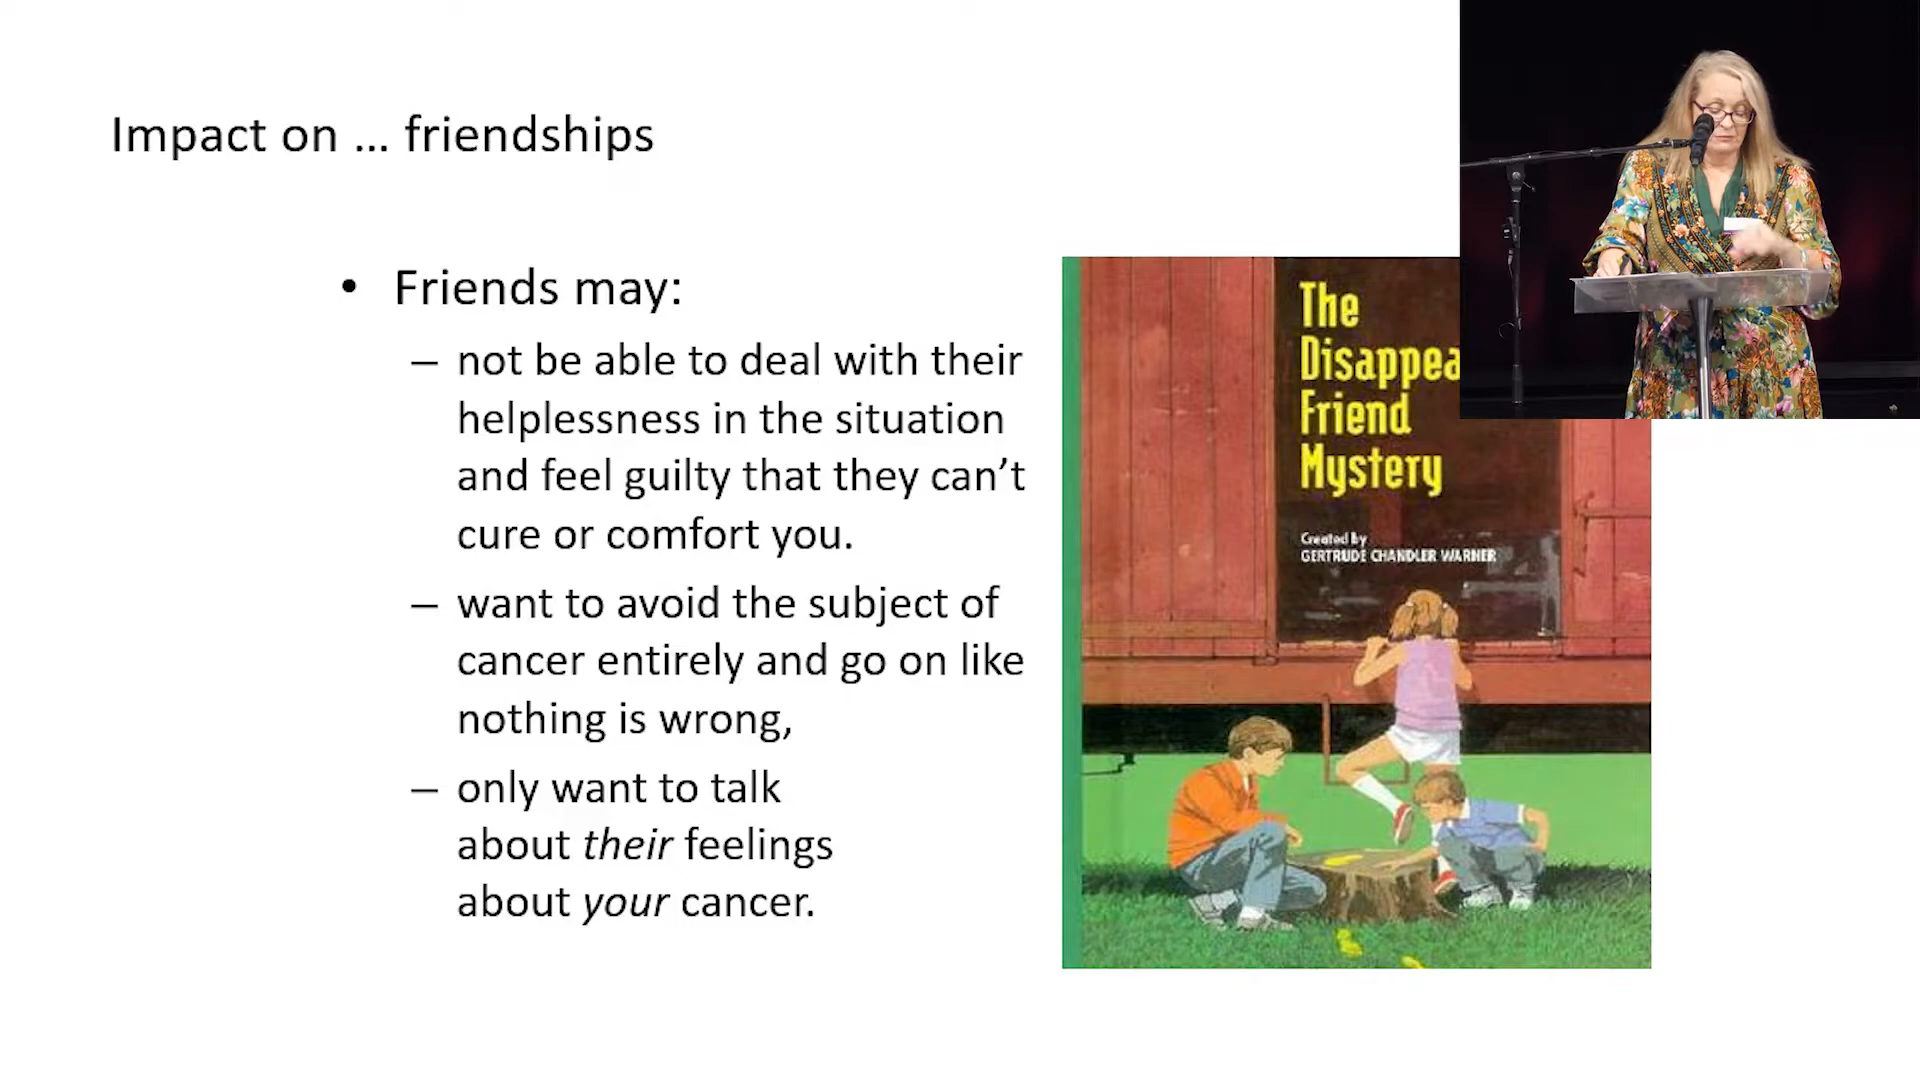 Impact on ... friendships
• Friends may:
– not be able to deal with their
helplessness in the situation
and feel guilty that they can’t
cure or comfort you.
– want to avoid the subject of
cancer entirely and go on like
nothing is wrong,
– only want to talk
about their feelings
about your cancer.
The
Disappea
Friend
Mystery
Created by
GERTRUDE CHANDLER WARNER